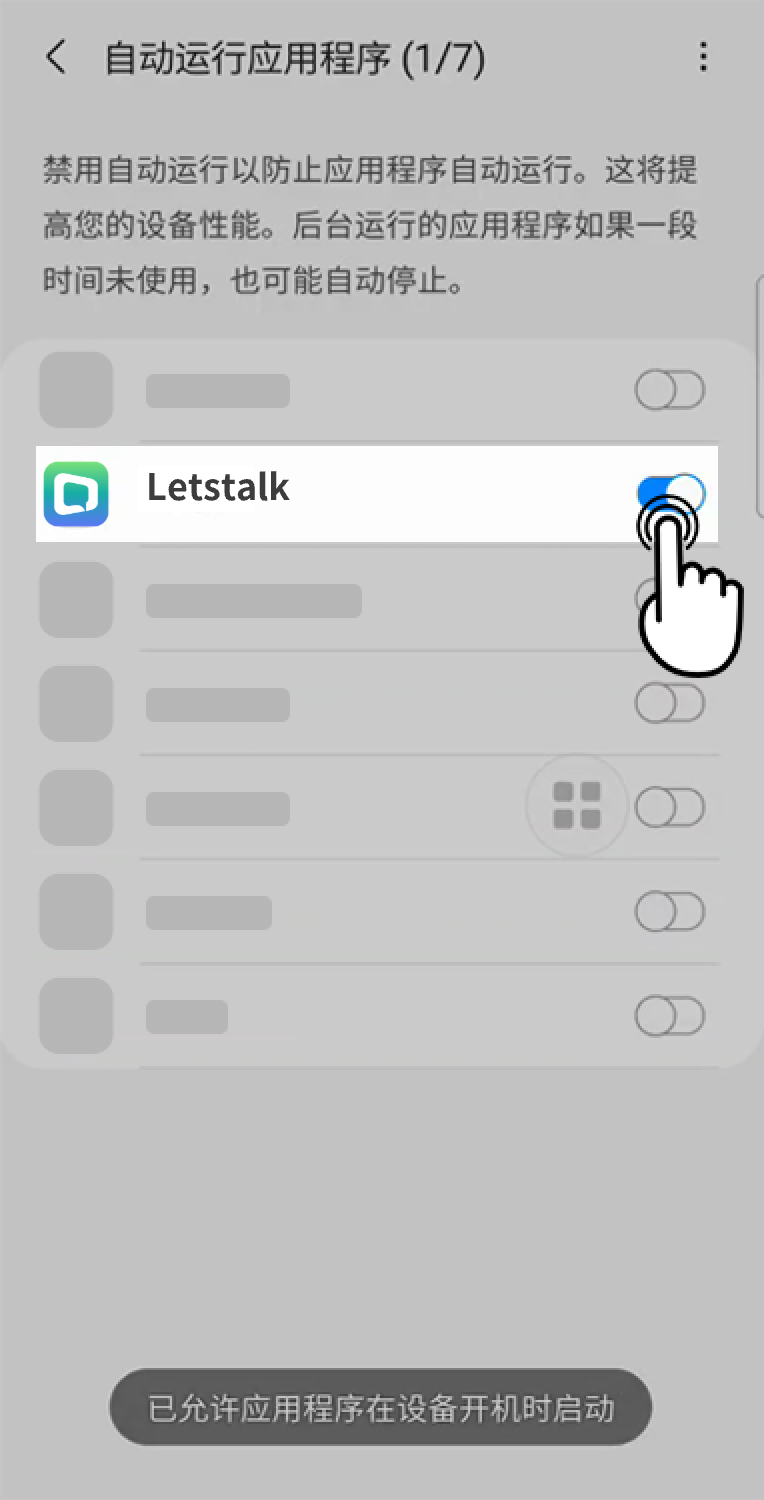 自动运行应用程序 (1/7)
禁用自动运行以防止应用程序自动运行。这将提
高您的设备性能。后台运行的应用程序如果一段
时间未使用，也可能自动停止。
Letstalk
已允许应用程序在设备开机时启动